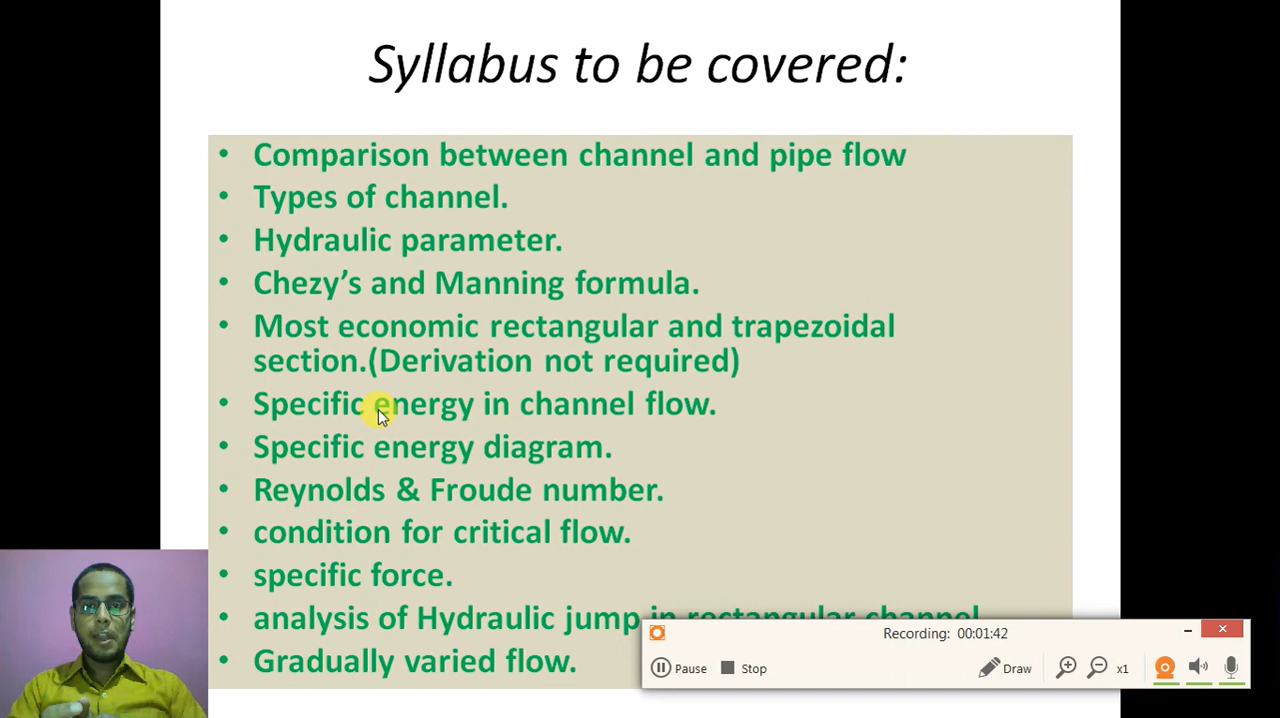 Syllabus to be covered:
• Comparison between channel and pipe flow
• Types of channel.
• Hydraulic parameter.
• Chezy’s and Manning formula.
• Most economic rectangular and trapezoidal
section.(Derivation not required)
• Specific energy in channel flow.
• Specific energy diagram.
• Reynolds & Froude number.
• condition for critical flow.
• specific force.
• analysis of Hydraulic jump in rectangular channel
• Gradually varied flow.
Recording: 00:01:42
Pause Stop Draw x1